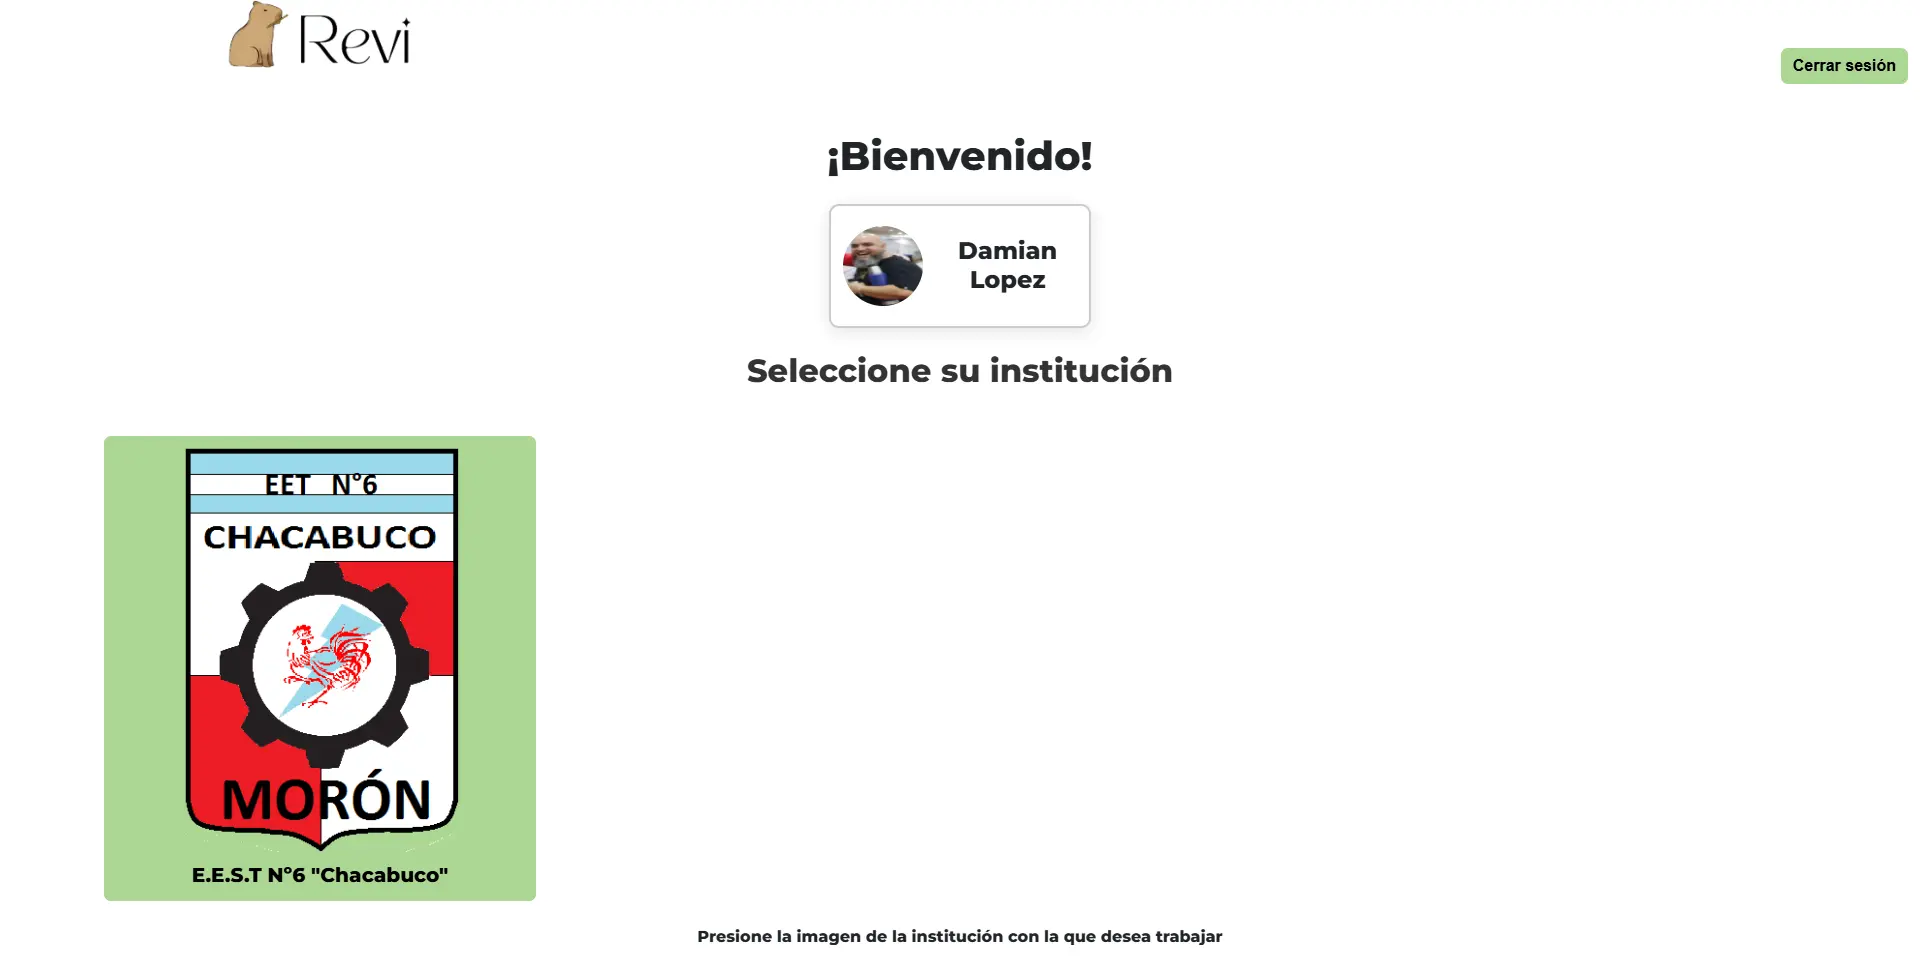 Revi
Cerrar sesión
¡Bienvenido!
Damian
Lopez
Seleccione su institución
EET N°6
CHACABUCO
MORÓN
E.E.S.T Nº6 "Chacabuco"
Presione la imagen de la institución con la que desea trabajar